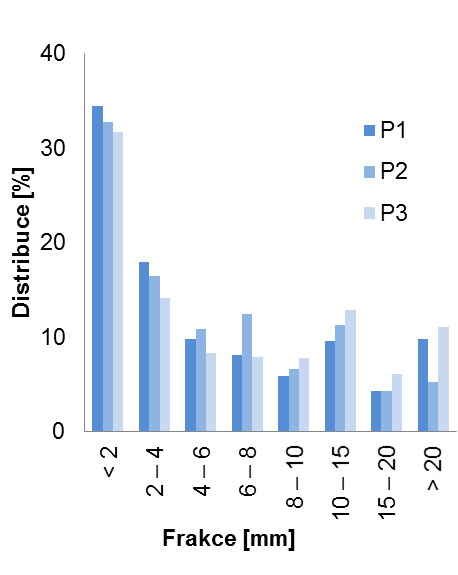 40
30
20
10
0
Distribuce [%]
P1
P2
P3
< 2
2 – 4
4 – 6
6 – 8
8 – 10
10 – 15
15 – 20
> 20
Frakce [mm]